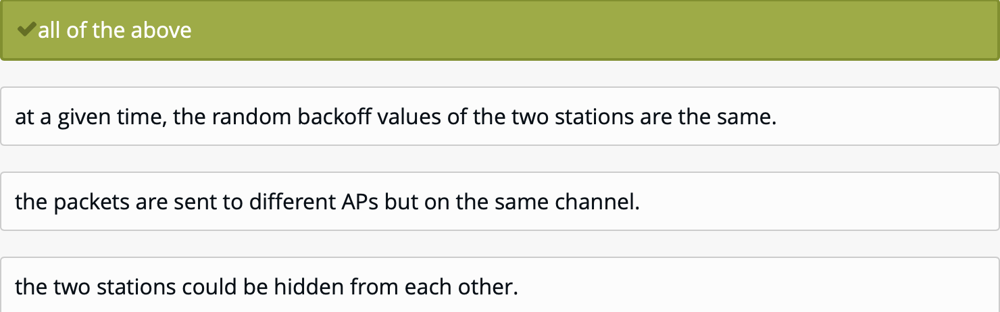 all of the above
at a given time, the random backoff values of the two stations are the same.
the packets are sent to different APs but on the same channel.
the two stations could be hidden from each other.